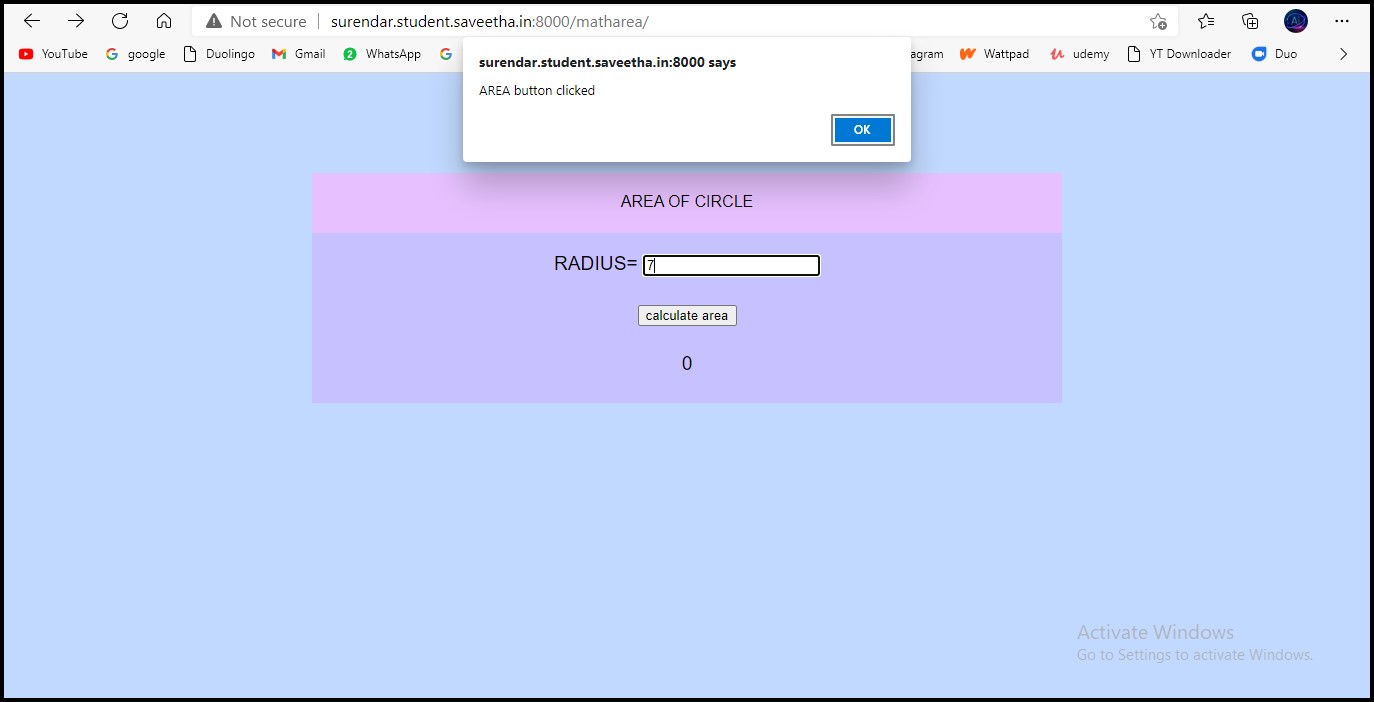 Not secure | surendar.student.saveetha.in:8000/matharea/
YouTube google Duolingo Gmail 2 WhatsApp agram Wattpad udemy YT Downloader Duo
surendar.student.saveetha.in:8000 says
AREA button clicked
OK
AREA OF CIRCLE
RADIUS= 7
calculate area
0
Activate Windows
Go to Settings to activate Windows.